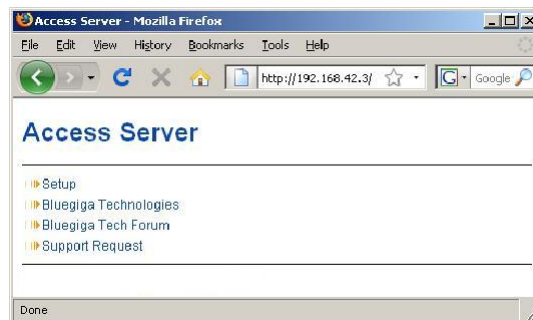 Access Server - Mozilla Firefox
File Edit View History Bookmarks Tools Help
http://192.168.42.3/ G Google
Access Server
Setup
Bluegiga Technologies
Bluegiga Tech Forum
Support Request
Done